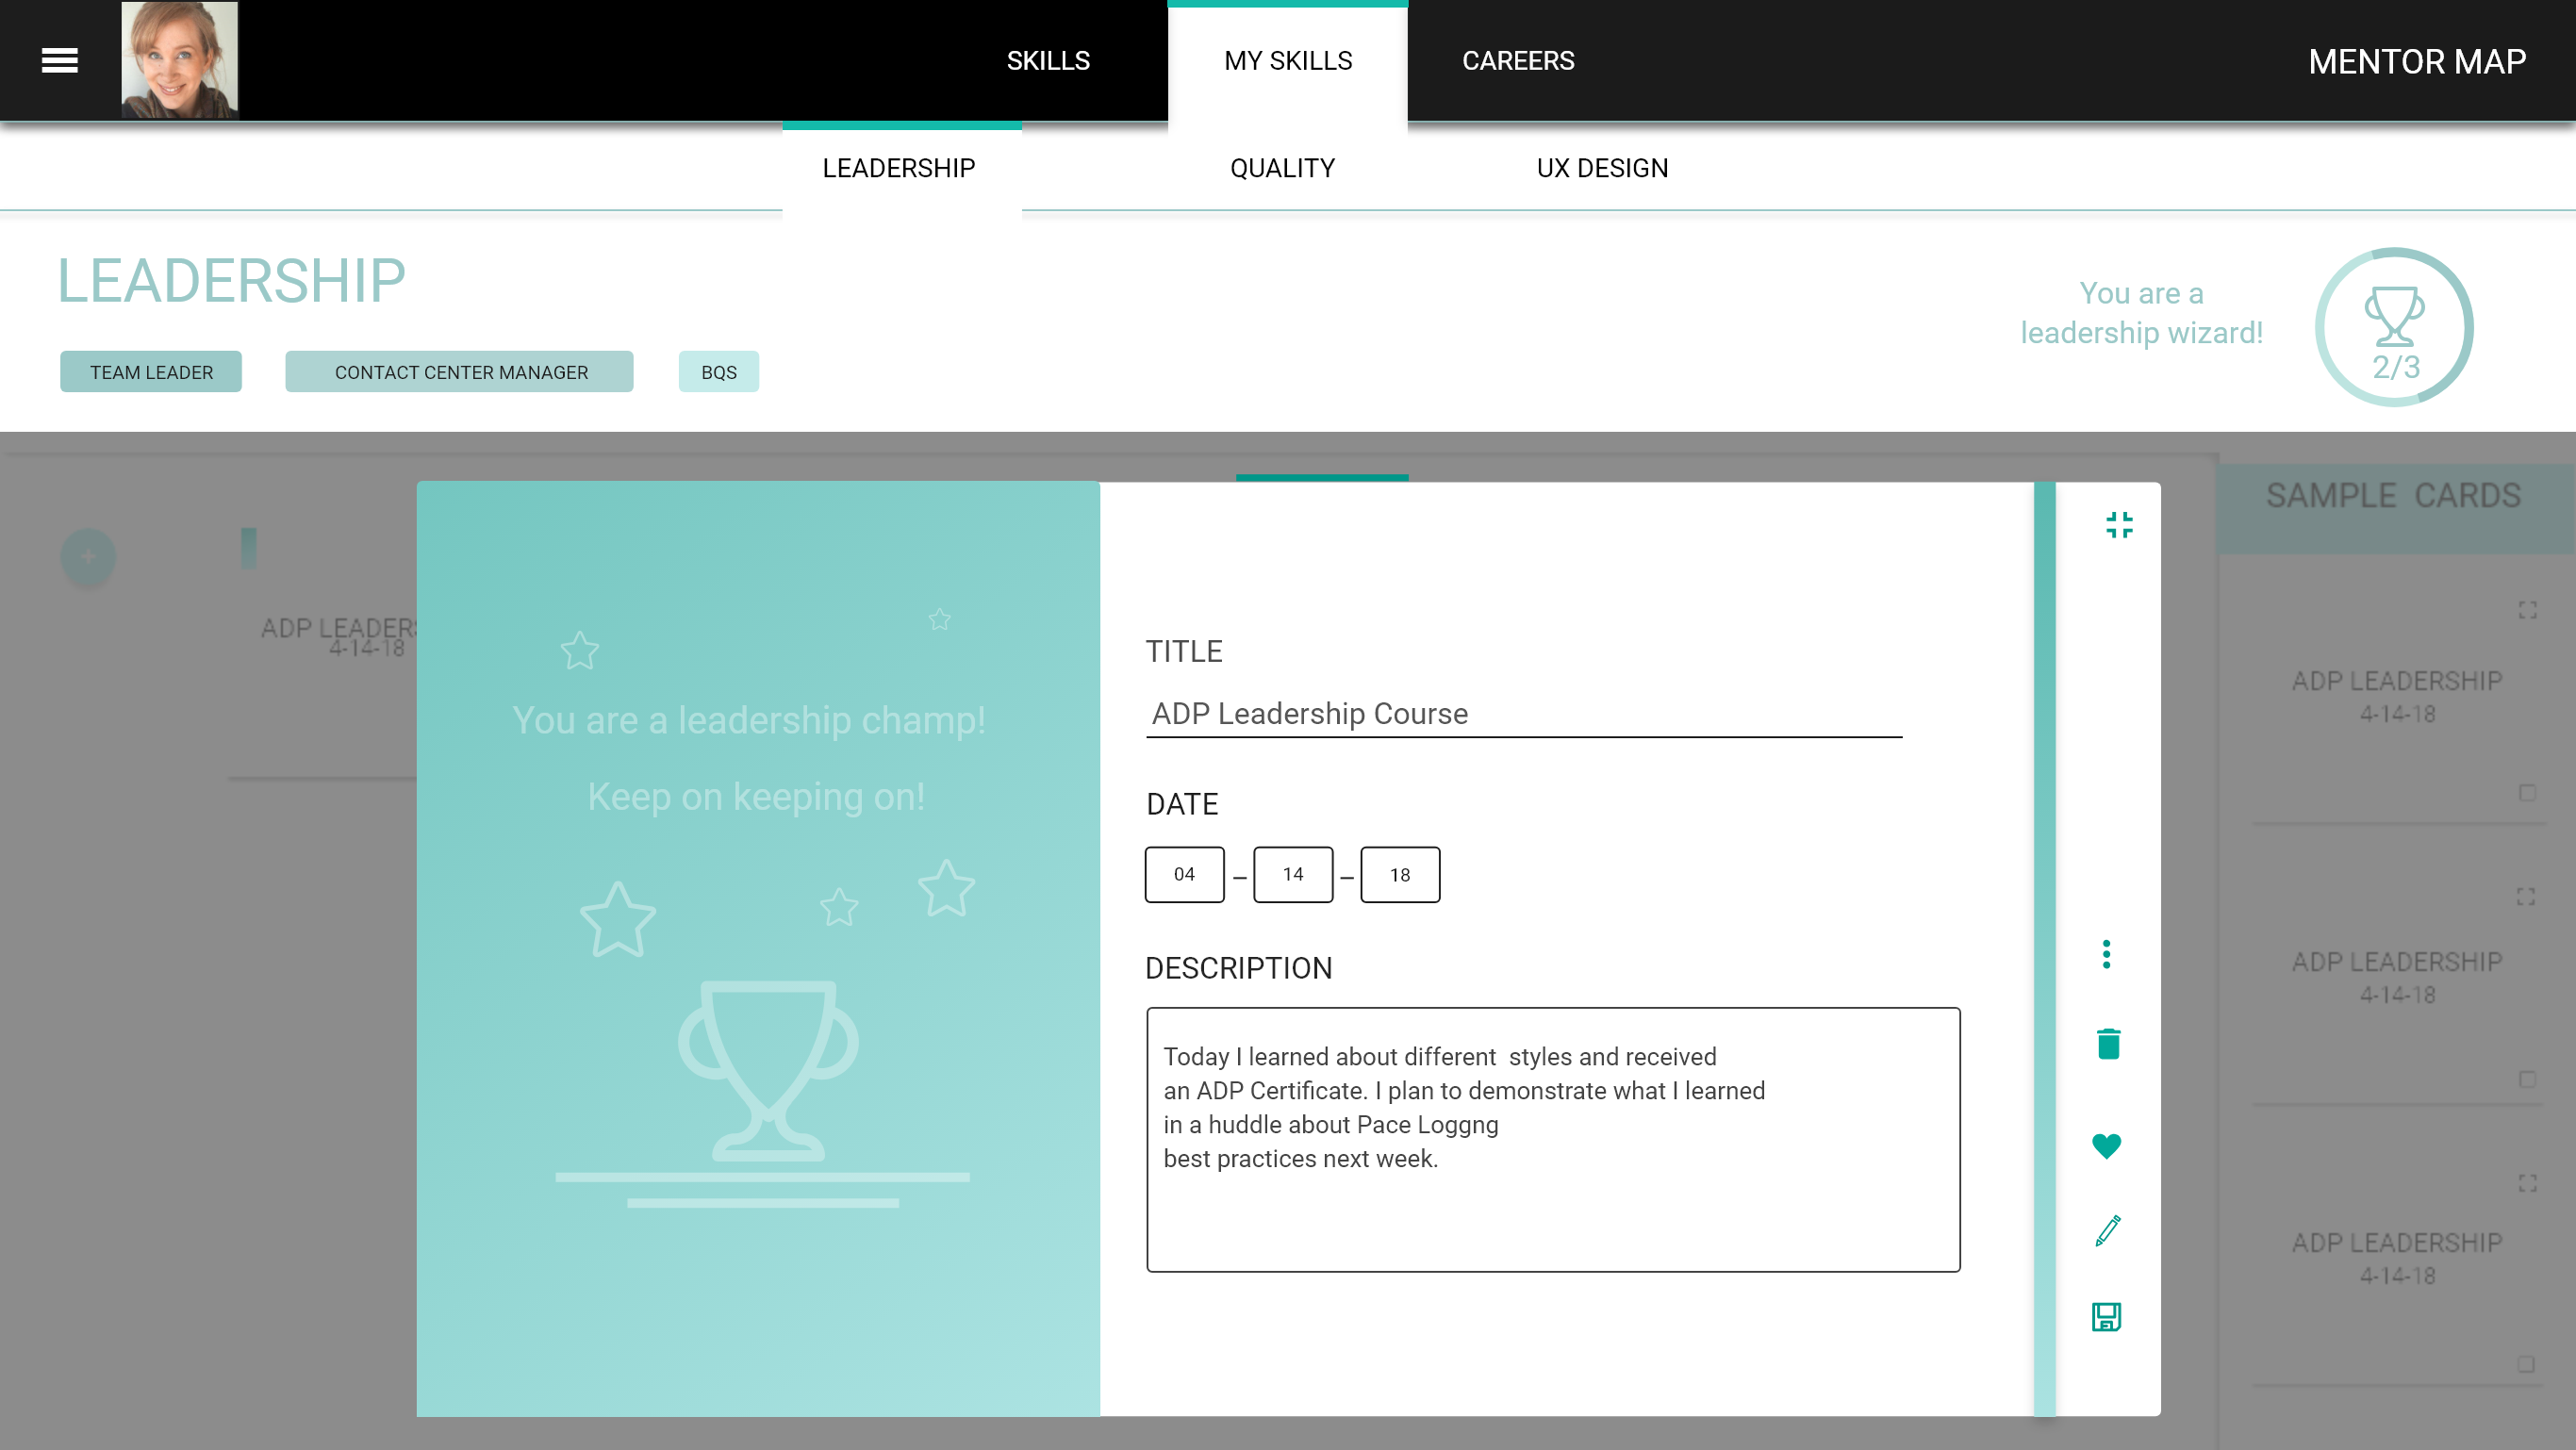 SKILLS
MY SKILLS
CAREERS
MENTOR MAP
LEADERSHIP
QUALITY
UX DESIGN
LEADERSHIP
You are a
leadership wizard!
2/3
TEAM LEADER
CONTACT CENTER MANAGER
BQS
SAMPLE CARDS
ADP LEADERS
4-14-18
You are a leadership champ!
Keep on keeping on!
TITLE
ADP Leadership Course
DATE
04 – 14 – 18
DESCRIPTION
Today I learned about different  styles and received
an ADP Certificate. I plan to demonstrate what I learned
in a huddle about Pace Loggng
best practices next week.
ADP LEADERSHIP
4-14-18
ADP LEADERSHIP
4-14-18
ADP LEADERSHIP
4-14-18